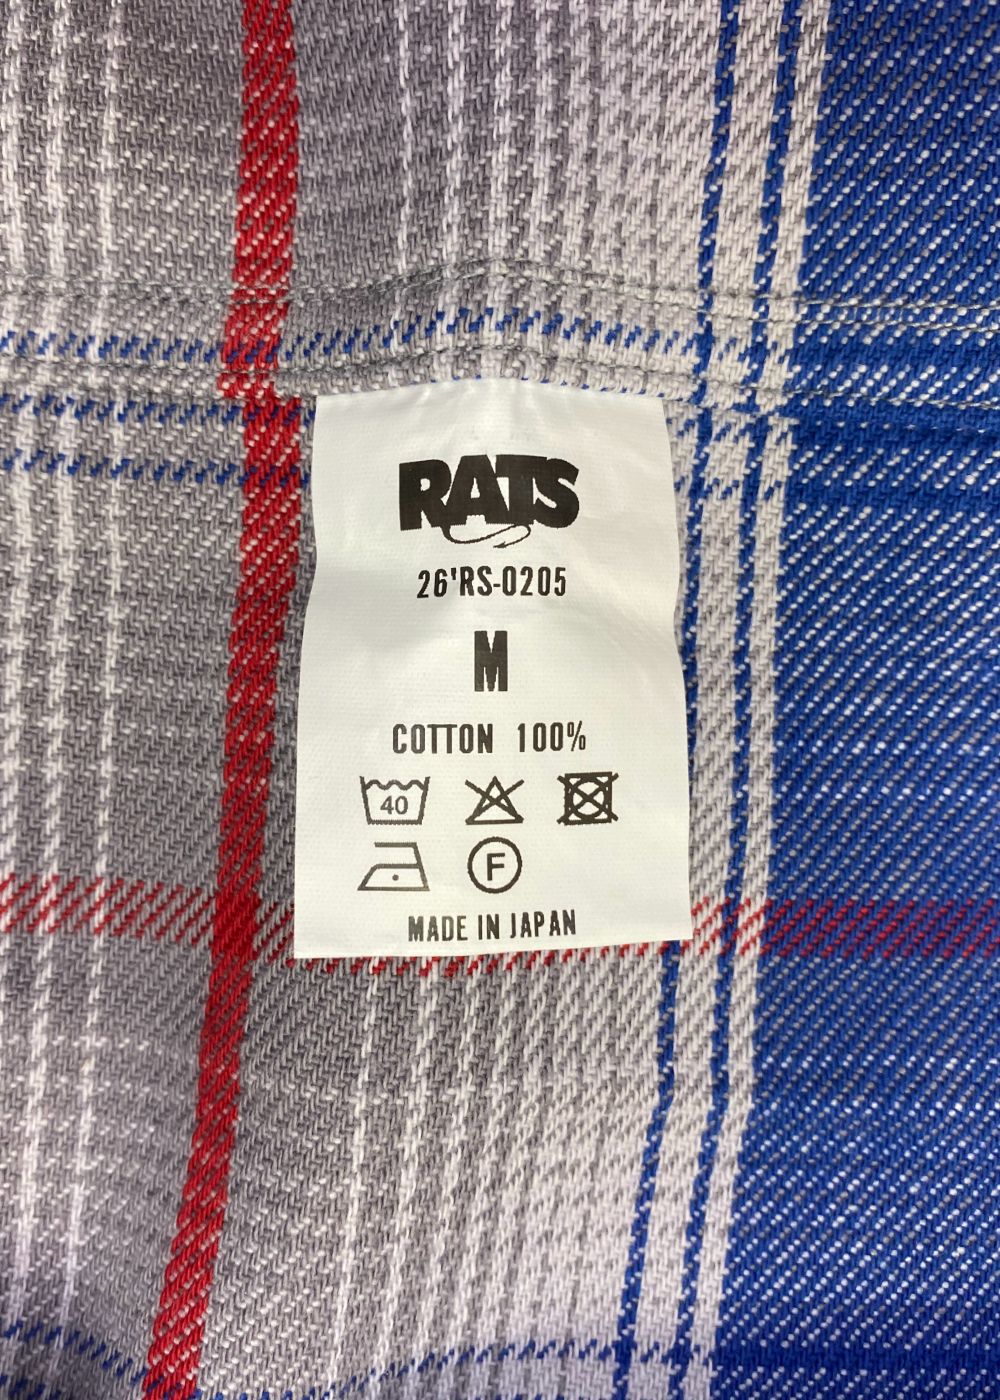 RATS
26'RS-0205
M
COTTON 100%
40
F
MADE IN JAPAN